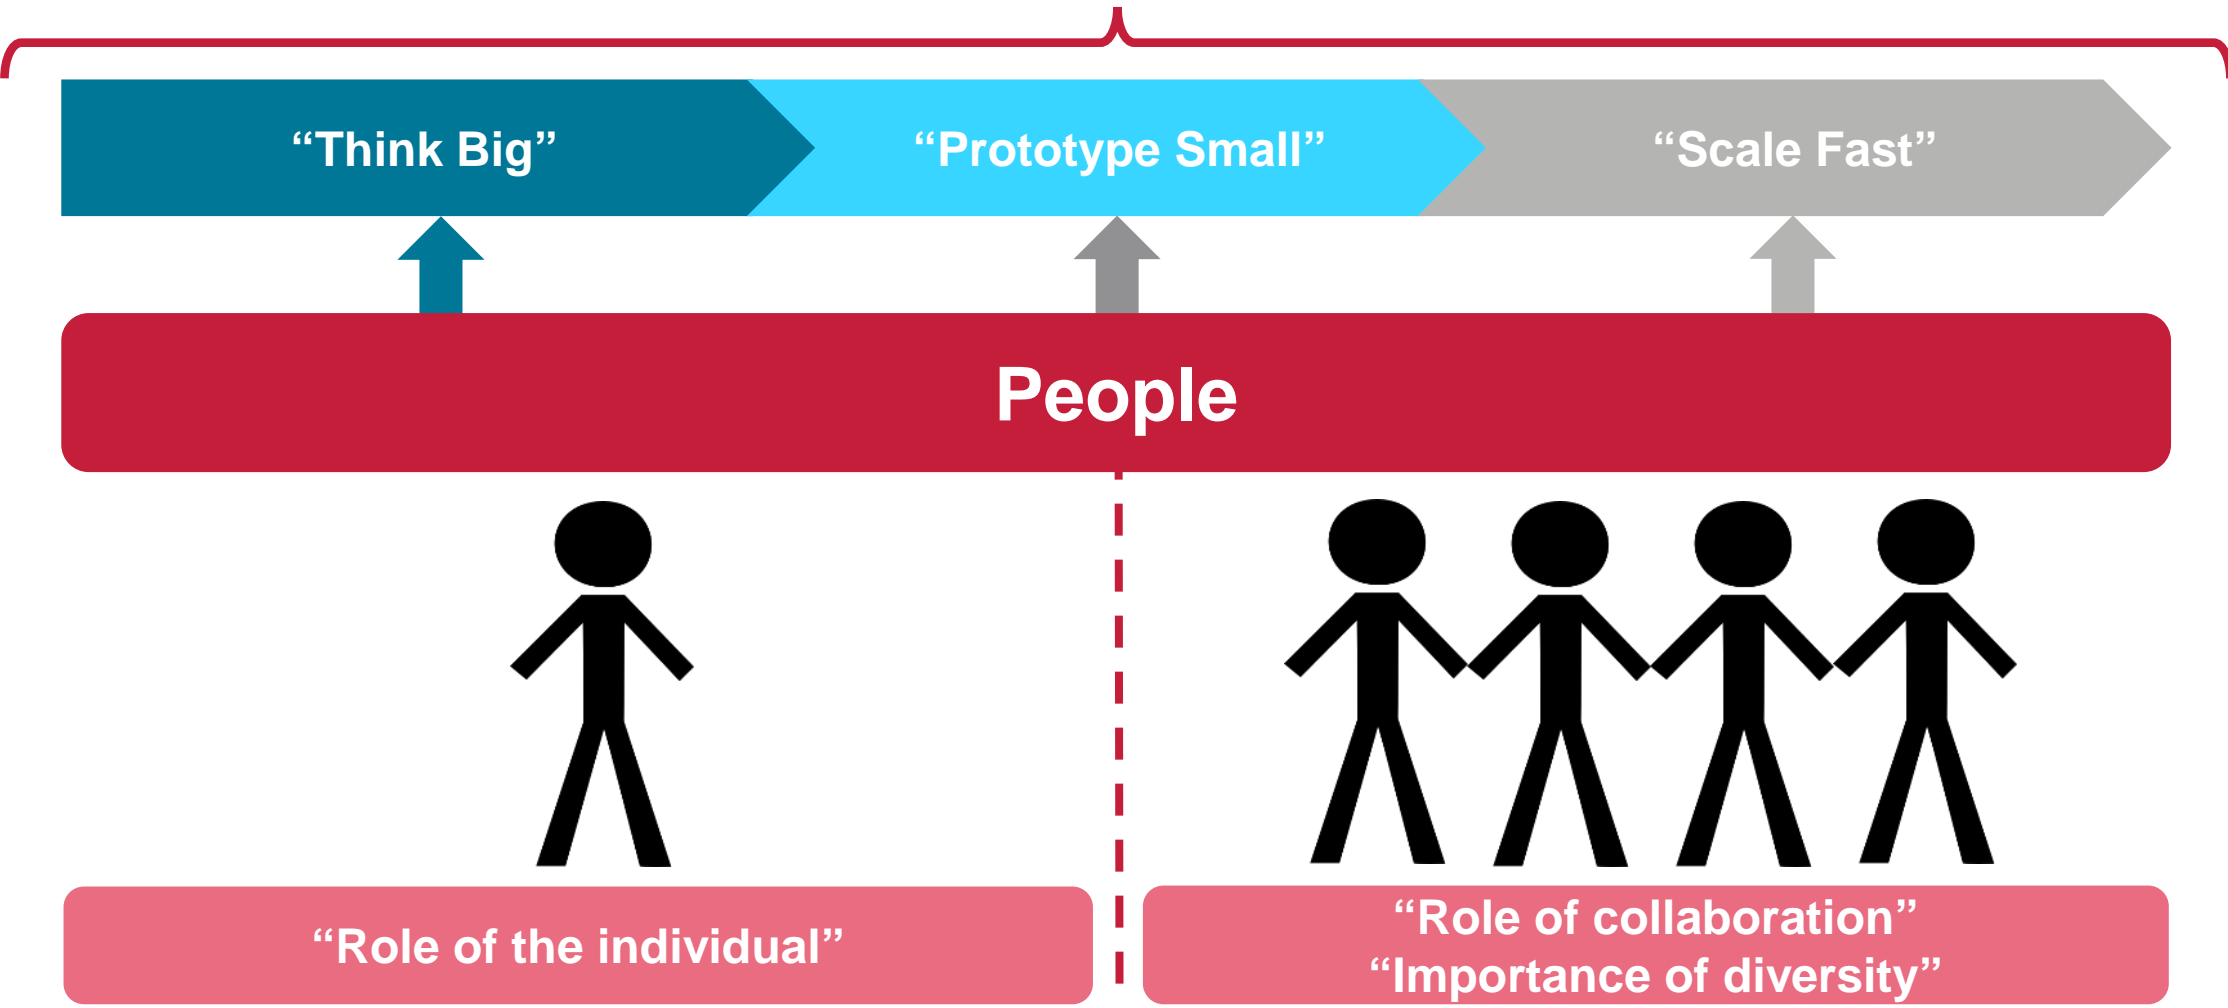 “Think Big”
“Prototype Small”
“Scale Fast”
People
“Role of the individual”
“Role of collaboration”
“Importance of diversity”